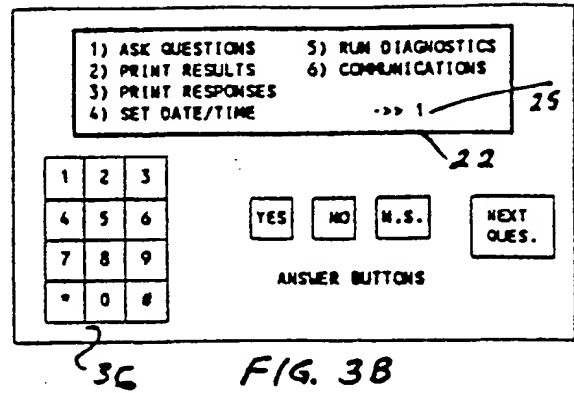 1) ASK QUESTIONS 5) RUN DIAGNOSTICS
2) PRINT RESULTS 6) COMMUNICATIONS
3) PRINT RESPONSES
4) SET DATE/TIME ->> 1 25
22
1 2 3
4 5 6
7 8 9
* 0 #
YES NO N.S. NEXT QUES.
ANSWER BUTTONS
36 FIG. 3B